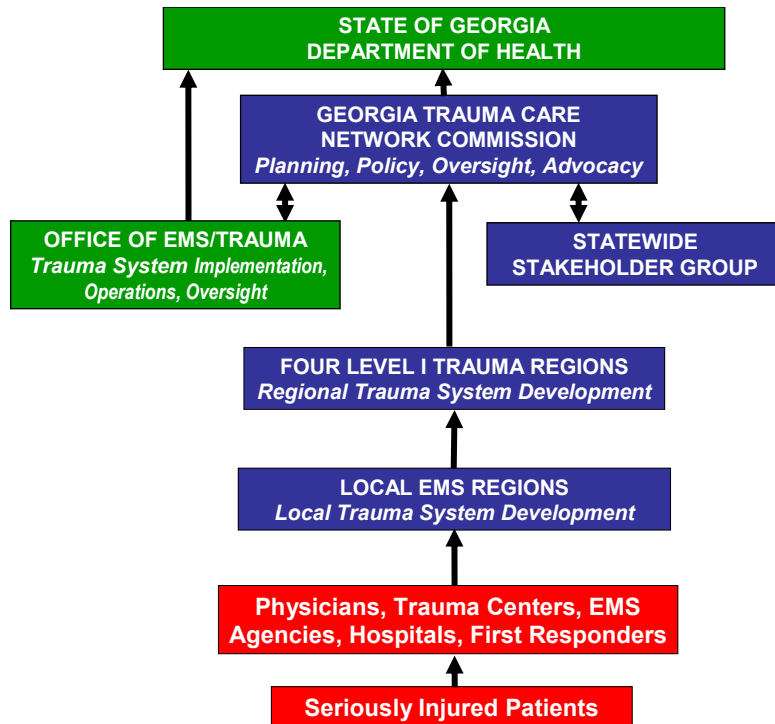 STATE OF GEORGIA
DEPARTMENT OF HEALTH
GEORGIA TRAUMA CARE
NETWORK COMMISSION
Planning, Policy, Oversight, Advocacy
OFFICE OF EMS/TRAUMA
Trauma System Implementation,
Operations, Oversight
STATEWIDE
STAKEHOLDER GROUP
FOUR LEVEL I TRAUMA REGIONS
Regional Trauma System Development
LOCAL EMS REGIONS
Local Trauma System Development
Physicians, Trauma Centers, EMS
Agencies, Hospitals, First Responders
Seriously Injured Patients